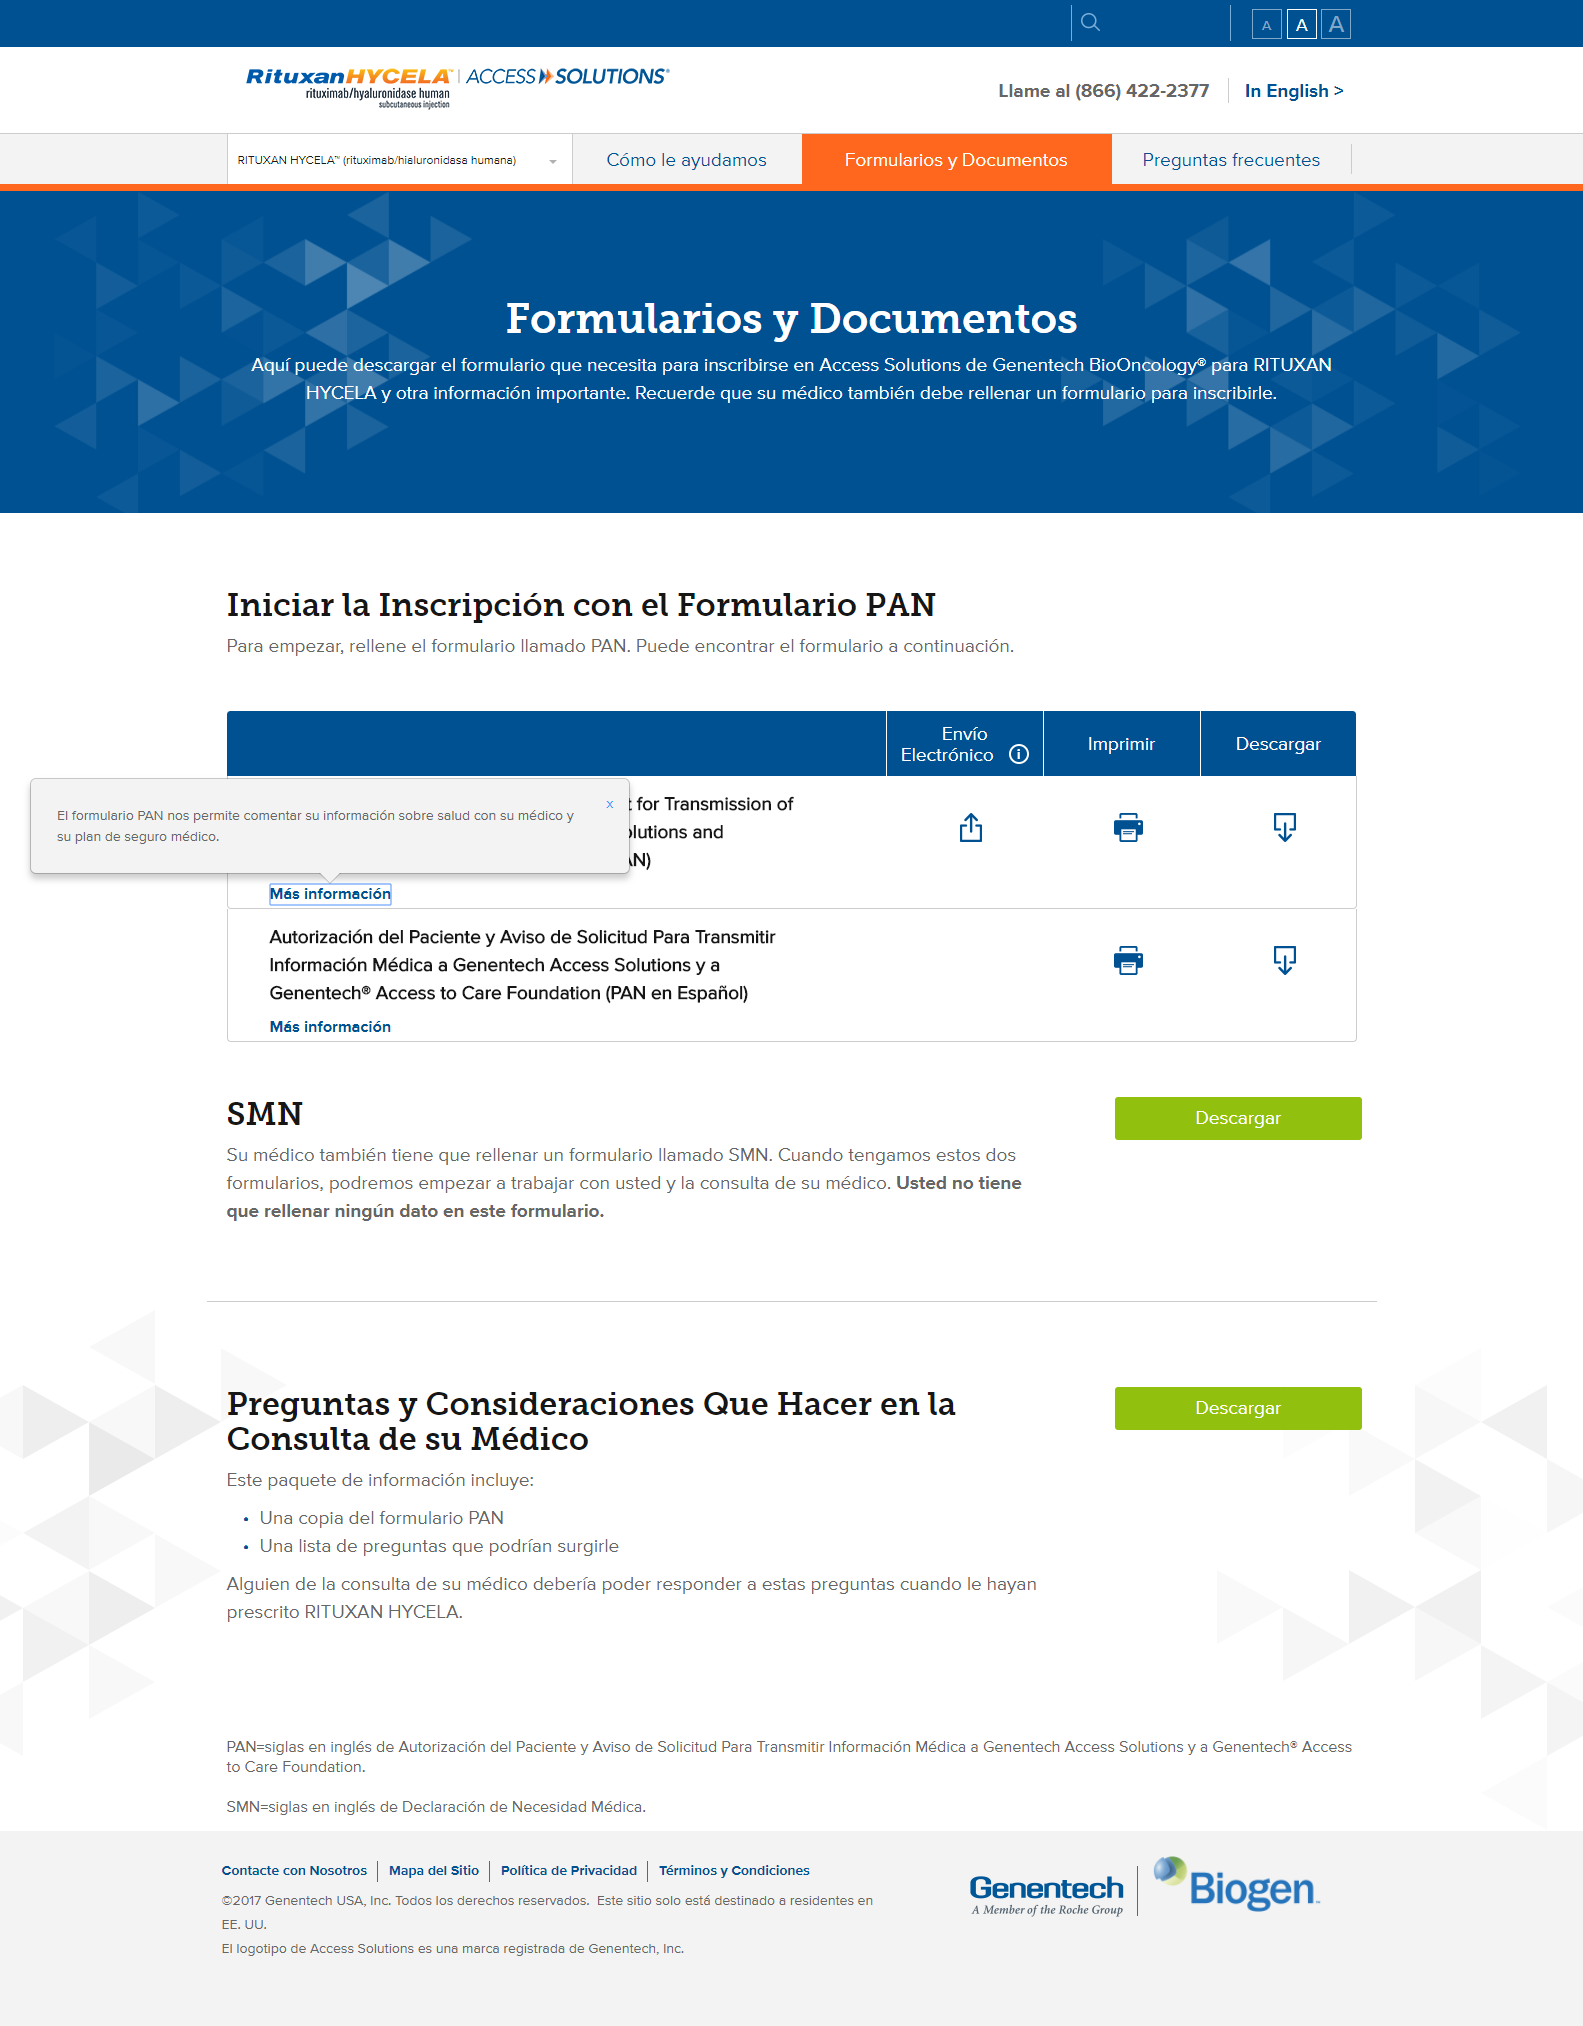 A A A
RituxanHYCELA™ | ACCESS SOLUTIONS®
rituximab/hyaluronidase human
subcutaneous injection
Llame al (866) 422-2377
In English >
RITUXAN HYCELA™ (rituximab/hialuronidasa humana)
Cómo le ayudamos
Formularios y Documentos
Preguntas frecuentes
Formularios y Documentos
Aquí puede descargar el formulario que necesita para inscribirse en Access Solutions de Genentech BioOncology® para RITUXAN
HYCELA y otra información importante. Recuerde que su médico también debe rellenar un formulario para inscribirle.
Iniciar la Inscripción con el Formulario PAN
Para empezar, rellene el formulario llamado PAN. Puede encontrar el formulario a continuación.
Envío
Electrónico
Imprimir
Descargar
El formulario PAN nos permite comentar su información sobre salud con su médico y
su plan de seguro médico.
x
for Transmission of
and
Más información
Autorización del Paciente y Aviso de Solicitud Para Transmitir
Información Médica a Genentech Access Solutions y a
Genentech® Access to Care Foundation (PAN en Español)
Más información
SMN
Descargar
Su médico también tiene que rellenar un formulario llamado SMN. Cuando tengamos estos dos
formularios, podremos empezar a trabajar con usted y la consulta de su médico. Usted no tiene
que rellenar ningún dato en este formulario.
Preguntas y Consideraciones Que Hacer en la
Consulta de su Médico
Descargar
Este paquete de información incluye:
• Una copia del formulario PAN
• Una lista de preguntas que podrían surgirle
Alguien de la consulta de su médico debería poder responder a estas preguntas cuando le hayan
prescrito RITUXAN HYCELA.
PAN=siglas en inglés de Autorización del Paciente y Aviso de Solicitud Para Transmitir Información Médica a Genentech Access Solutions y a Genentech® Access
to Care Foundation.
SMN=siglas en inglés de Declaración de Necesidad Médica.
Contacte con Nosotros | Mapa del Sitio | Política de Privacidad | Términos y Condiciones
©2017 Genentech USA, Inc. Todos los derechos reservados. Este sitio solo está destinado a residentes en
EE. UU.
El logotipo de Access Solutions es una marca registrada de Genentech, Inc.
Genentech
A Member of the Roche Group
Biogen™